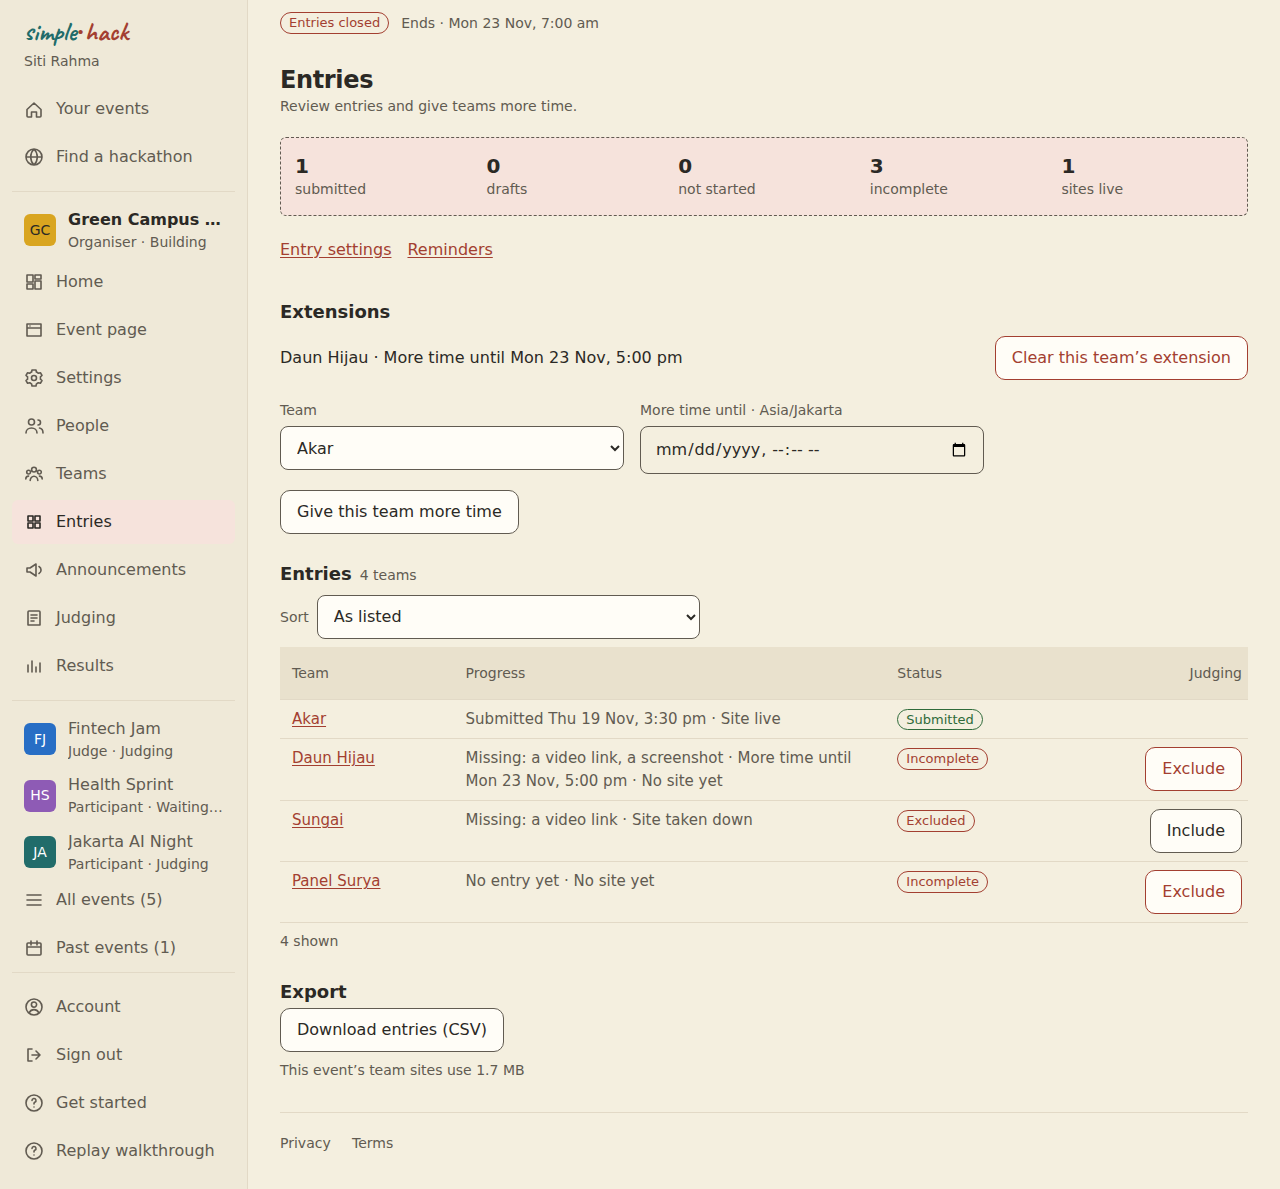 simple·hack
Siti Rahma
Your events
Find a hackathon
GC
Green Campus …
Organiser · Building
Home
Event page
Settings
People
Teams
Entries
Announcements
Judging
Results
FJ
Fintech Jam
Judge · Judging
HS
Health Sprint
Participant · Waiting…
JA
Jakarta AI Night
Participant · Judging
All events (5)
Past events (1)
Account
Sign out
Get started
Replay walkthrough
Entries closed Ends · Mon 23 Nov, 7:00 am
Entries
Review entries and give teams more time.
1 0 0 3 1
submitted drafts not started incomplete sites live
Entry settings Reminders
Extensions
Daun Hijau · More time until Mon 23 Nov, 5:00 pm Clear this team’s extension
Team More time until · Asia/Jakarta
Akar mm/dd/yyyy, --:-- --
Give this team more time
Entries 4 teams
Sort As listed
Team Progress Status Judging
Akar Submitted Thu 19 Nov, 3:30 pm · Site live Submitted
Daun Hijau Missing: a video link, a screenshot · More time until Incomplete Exclude
Mon 23 Nov, 5:00 pm · No site yet
Sungai Missing: a video link · Site taken down Excluded Include
Panel Surya No entry yet · No site yet Incomplete Exclude
4 shown
Export
Download entries (CSV)
This event’s team sites use 1.7 MB
Privacy Terms